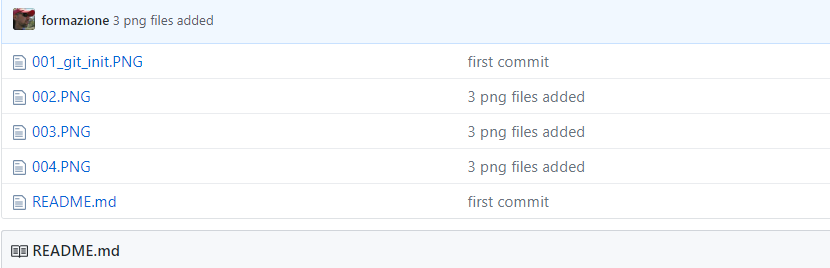 formazione 3 png files added
001_git_init.PNG first commit
002.PNG 3 png files added
003.PNG 3 png files added
004.PNG 3 png files added
README.md first commit
README.md